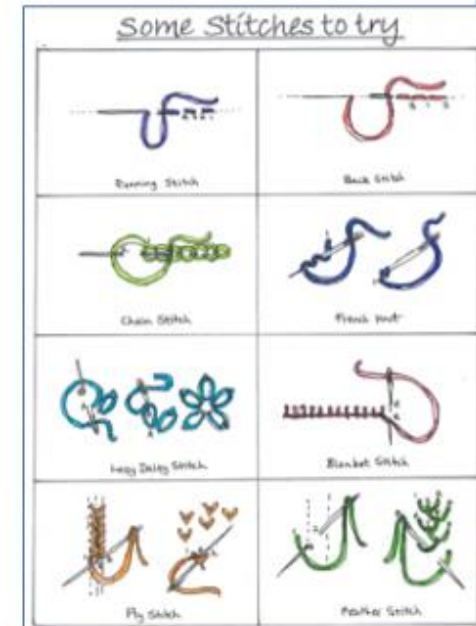 Some Stitches to try
Running Stitch
Back Stitch
Chain Stitch
French Knot
Lazy Daisy Stitch
Blanket Stitch
Fly Stitch
Feather Stitch